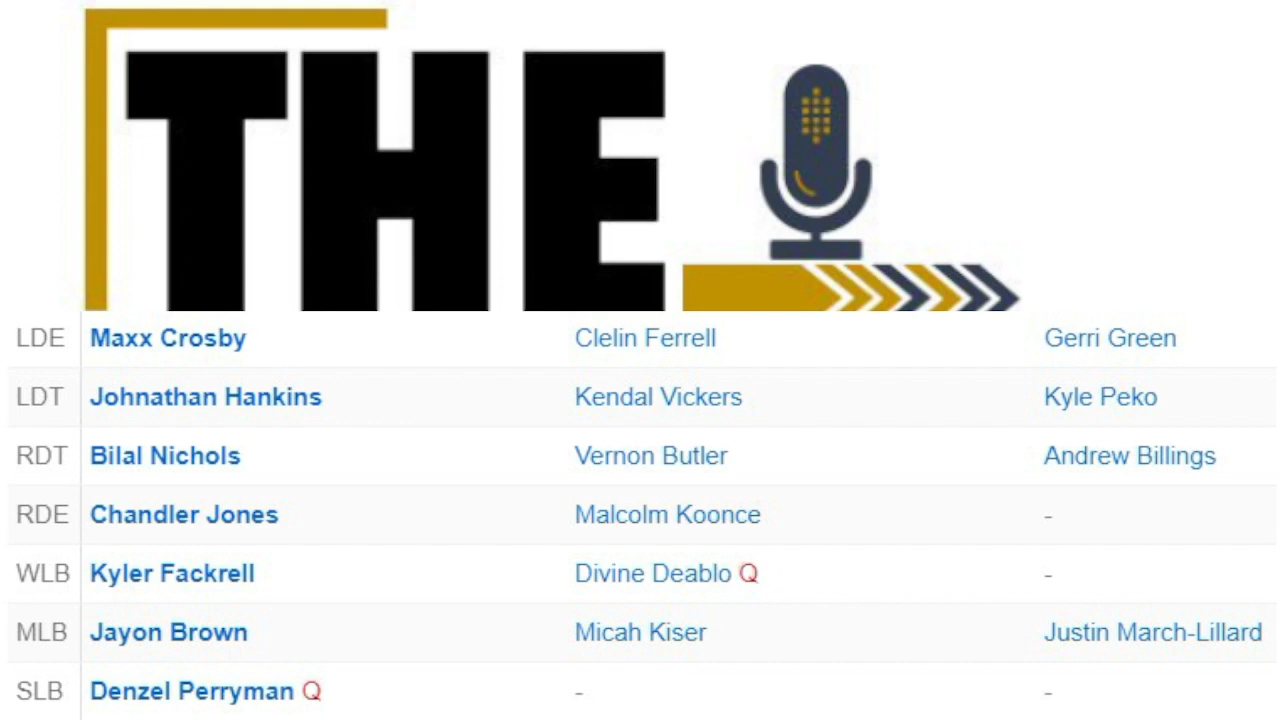 THE
LDE Maxx Crosby Clelin Ferrell Gerri Green
LDT Johnathan Hankins Kendal Vickers Kyle Peko
RDT Bilal Nichols Vernon Butler Andrew Billings
RDE Chandler Jones Malcolm Koonce -
WLB Kyler Fackrell Divine Deablo Q -
MLB Jayon Brown Micah Kiser Justin March-Lillard
SLB Denzel Perryman Q - -